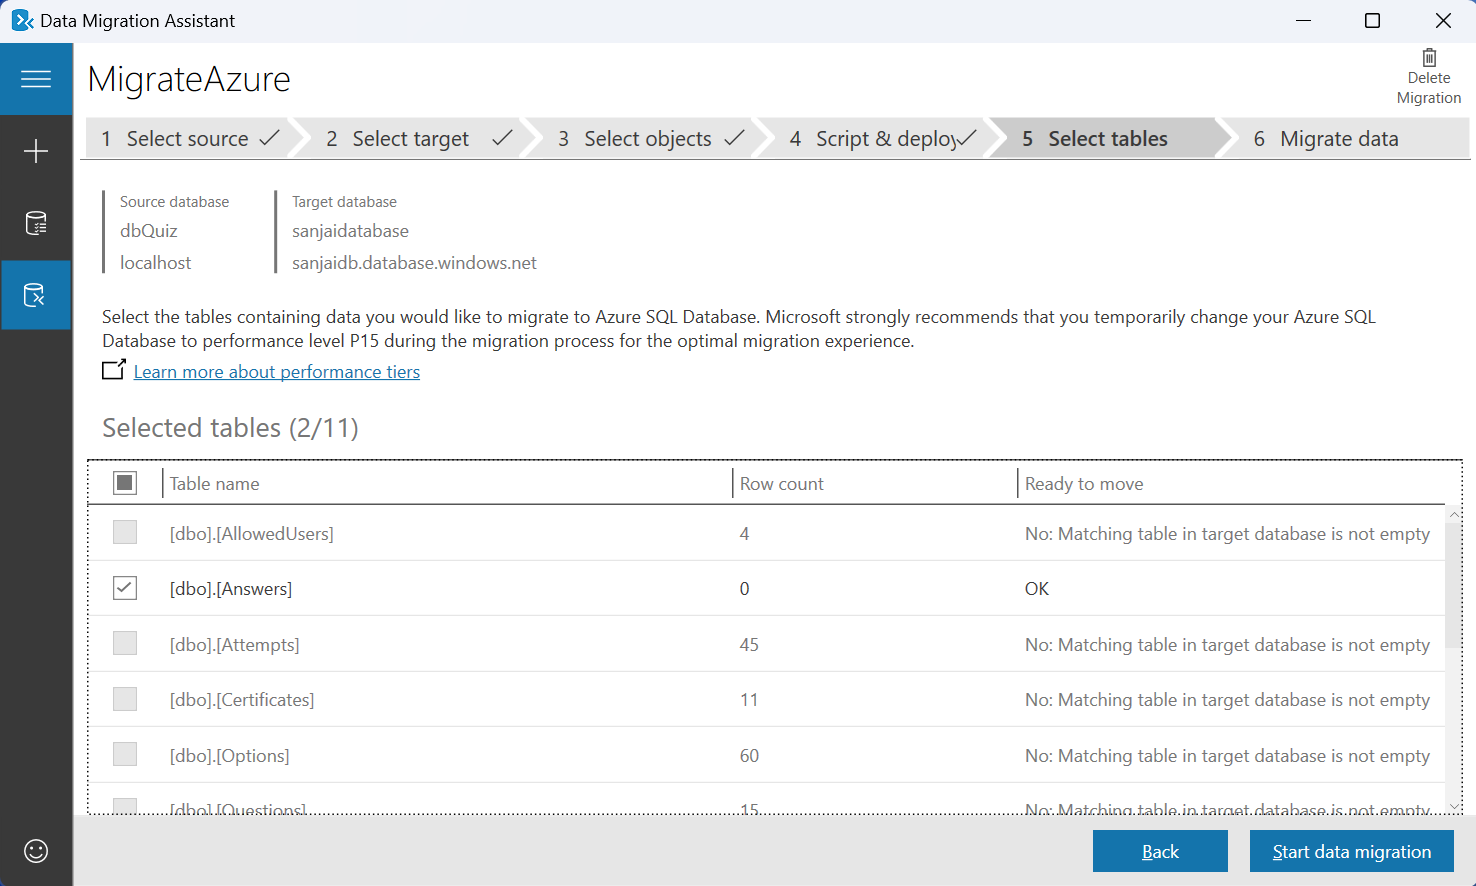 Data Migration Assistant
MigrateAzure
Delete
Migration
1 Select source
2 Select target
3 Select objects
4 Script & deploy
5 Select tables
6 Migrate data
Source database
dbQuiz
localhost
Target database
sanjaidatabase
sanjaidb.database.windows.net
Select the tables containing data you would like to migrate to Azure SQL Database. Microsoft strongly recommends that you temporarily change your Azure SQL
Database to performance level P15 during the migration process for the optimal migration experience.
Learn more about performance tiers
Selected tables (2/11)
Table name Row count Ready to move
[dbo].[AllowedUsers] 4 No: Matching table in target database is not empty
[dbo].[Answers] 0 OK
[dbo].[Attempts] 45 No: Matching table in target database is not empty
[dbo].[Certificates] 11 No: Matching table in target database is not empty
[dbo].[Options] 60 No: Matching table in target database is not empty
[dbo].[Questions] 15 No: Matching table in target database is not empty
Back
Start data migration